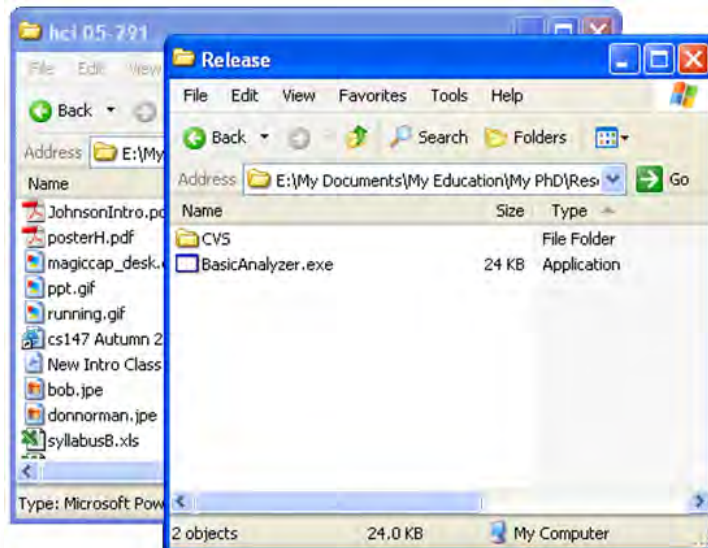 hci 05-791
File Edit View
Back
Address E:\My
Name
JohnsonIntro.pd
posterH.pdf
magiccap_desk.
ppt.gif
running.gif
cs147 Autumn 2
New Intro Class
bob.jpe
donnorman.jpe
syllabusB.xls
Type: Microsoft Pow
Release
File Edit View Favorites Tools Help
Back Search Folders
Address E:\My Documents\My Education\My PhD\Rese Go
Name Size Type
CVS File Folder
BasicAnalyzer.exe 24 KB Application
2 objects 24.0 KB My Computer